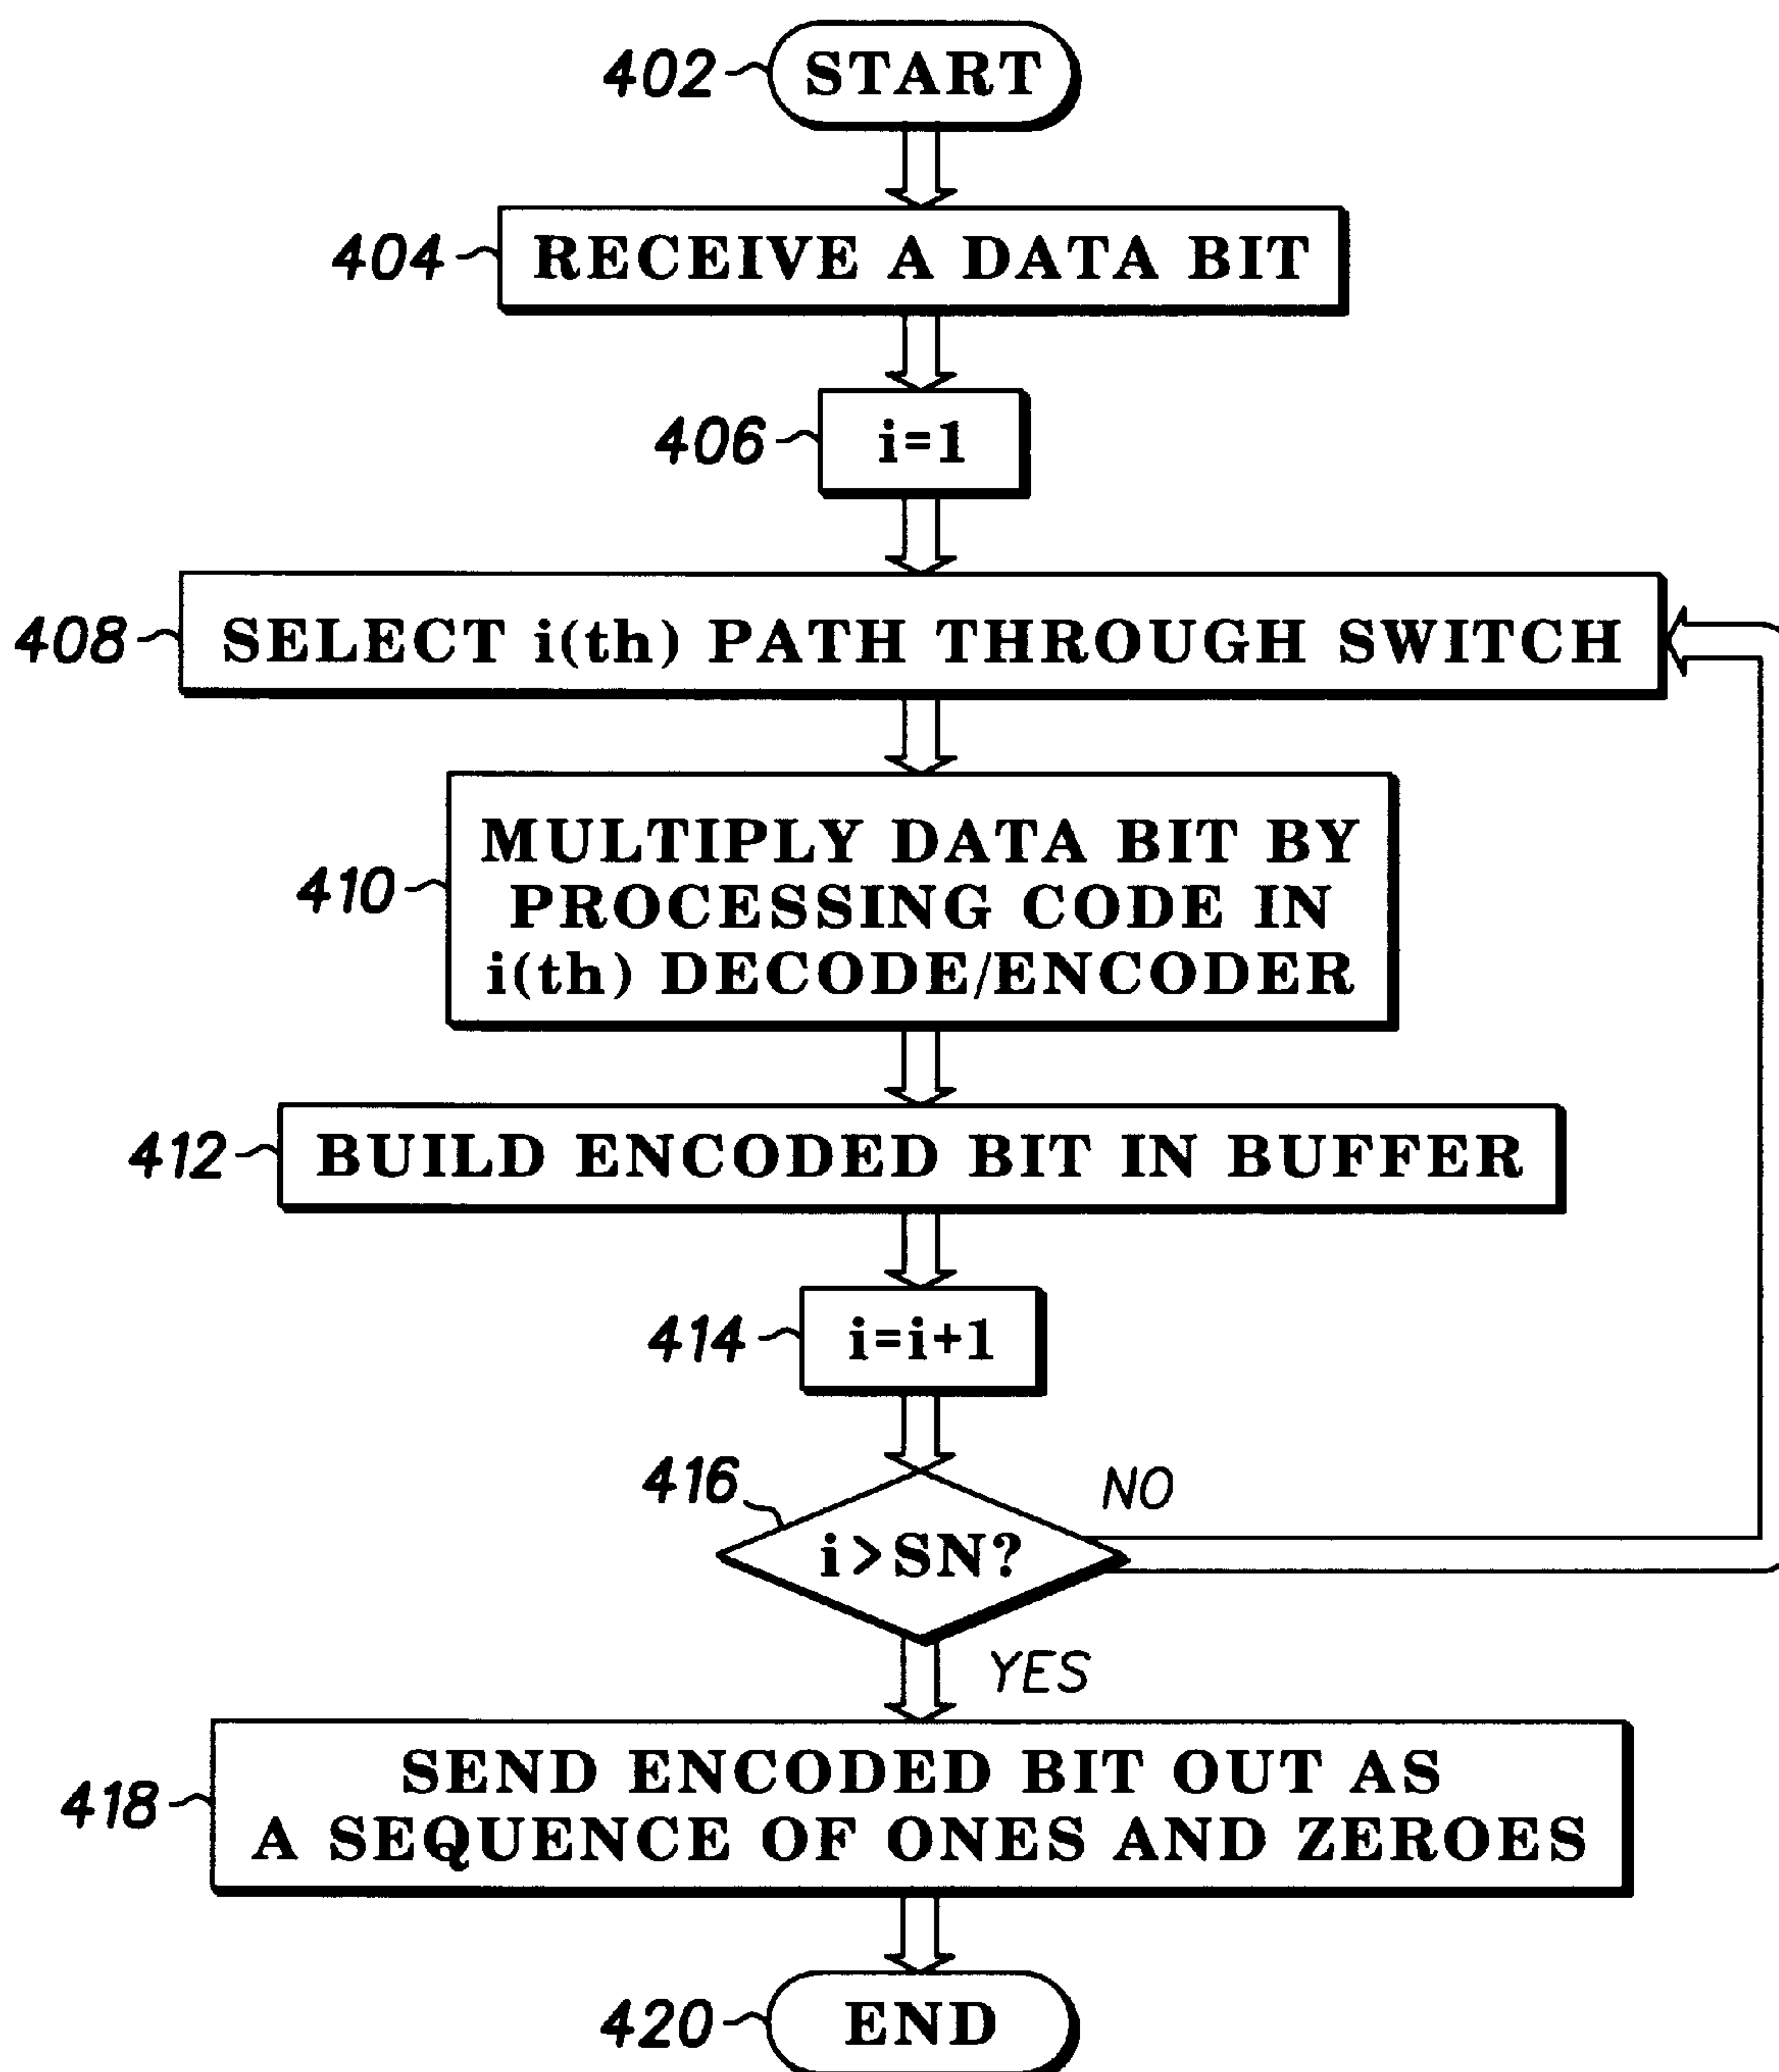 402 START
404 RECEIVE A DATA BIT
406 i=1
408 SELECT i(th) PATH THROUGH SWITCH
MULTIPLY DATA BIT BY
410 PROCESSING CODE IN
i(th) DECODE/ENCODER
412 BUILD ENCODED BIT IN BUFFER
414 i=i+1
416 NO
i>SN?
YES
SEND ENCODED BIT OUT AS
418 A SEQUENCE OF ONES AND ZEROES
420 END